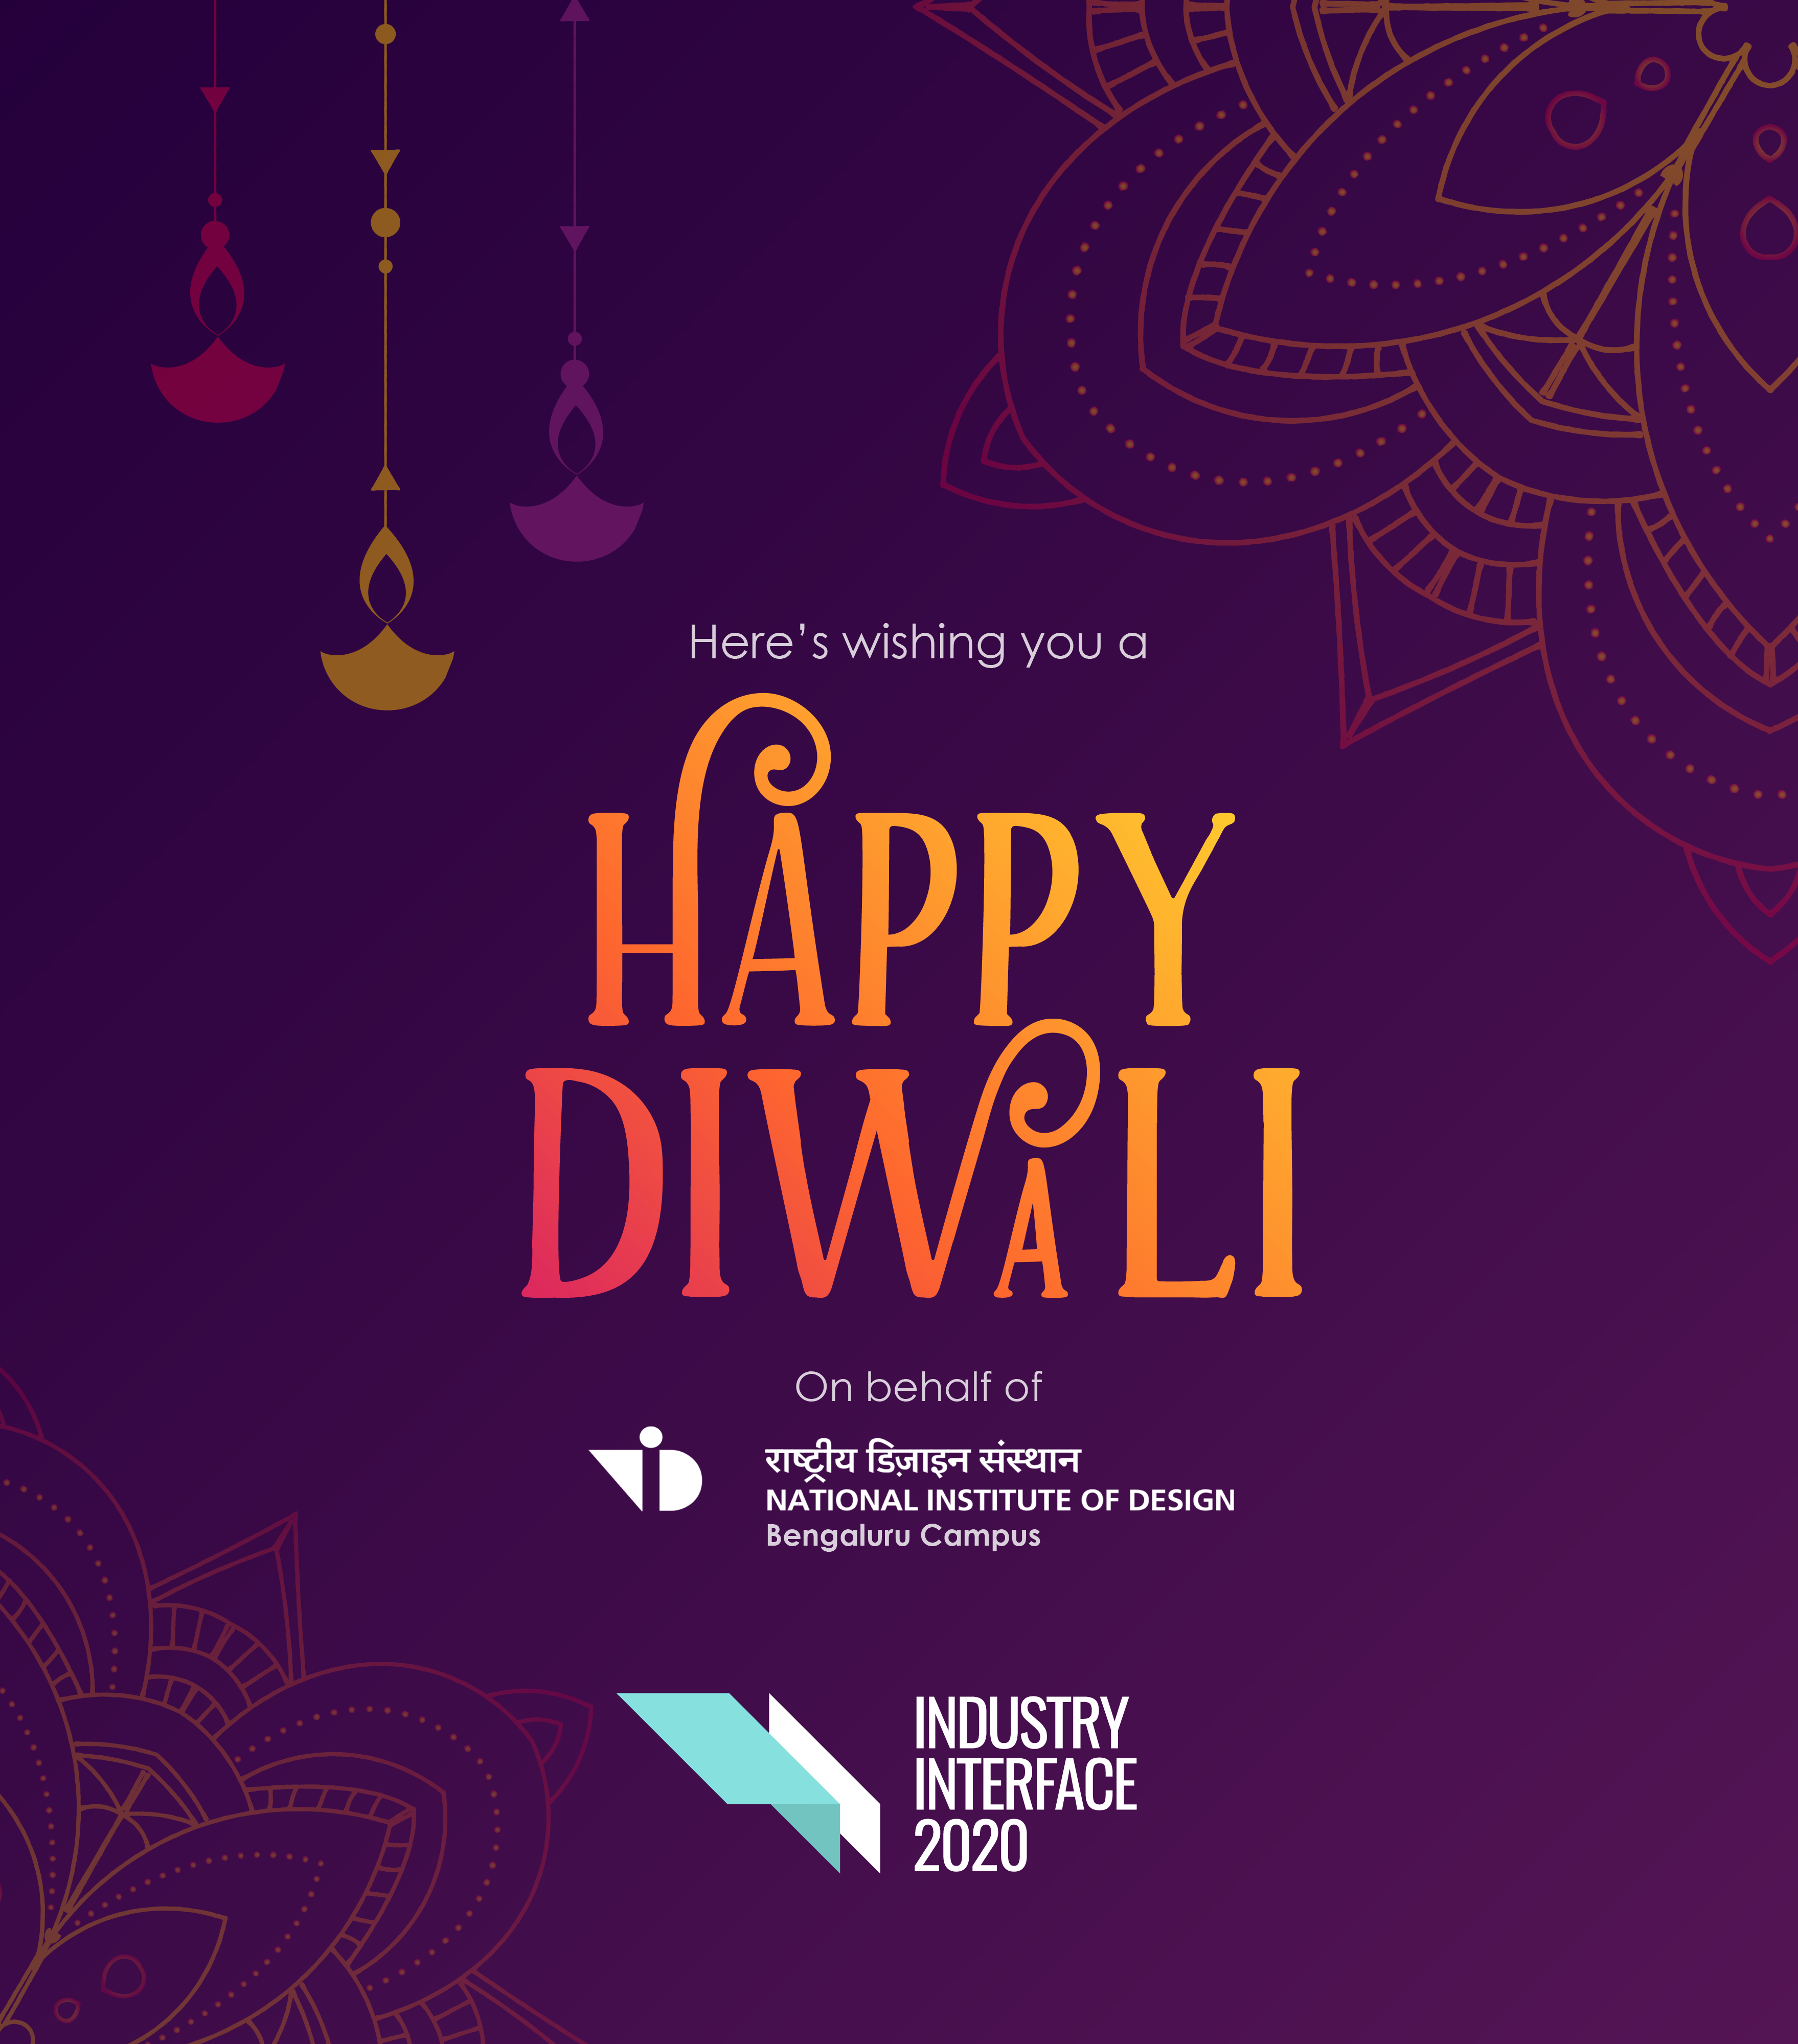 Here’s wishing you a
HAPPY
DIWALI
On behalf of
राष्ट्रीय डिज़ाइन संस्थान
NATIONAL INSTITUTE OF DESIGN
Bengaluru Campus
INDUSTRY
INTERFACE
2020